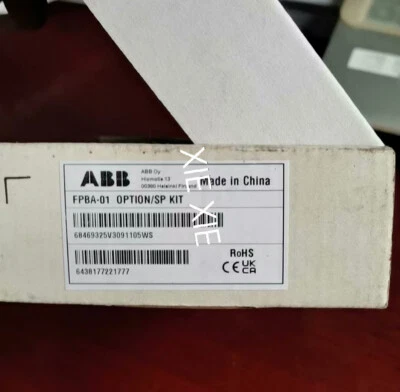 ABB
ABB Oy
Hiomotie 13
00380 Helsinki Finland
Made in China
FPBA-01 OPTION/SP KIT
68469325V3091105WS
6438177221777
RoHS
CE UK CA
XIE XIE